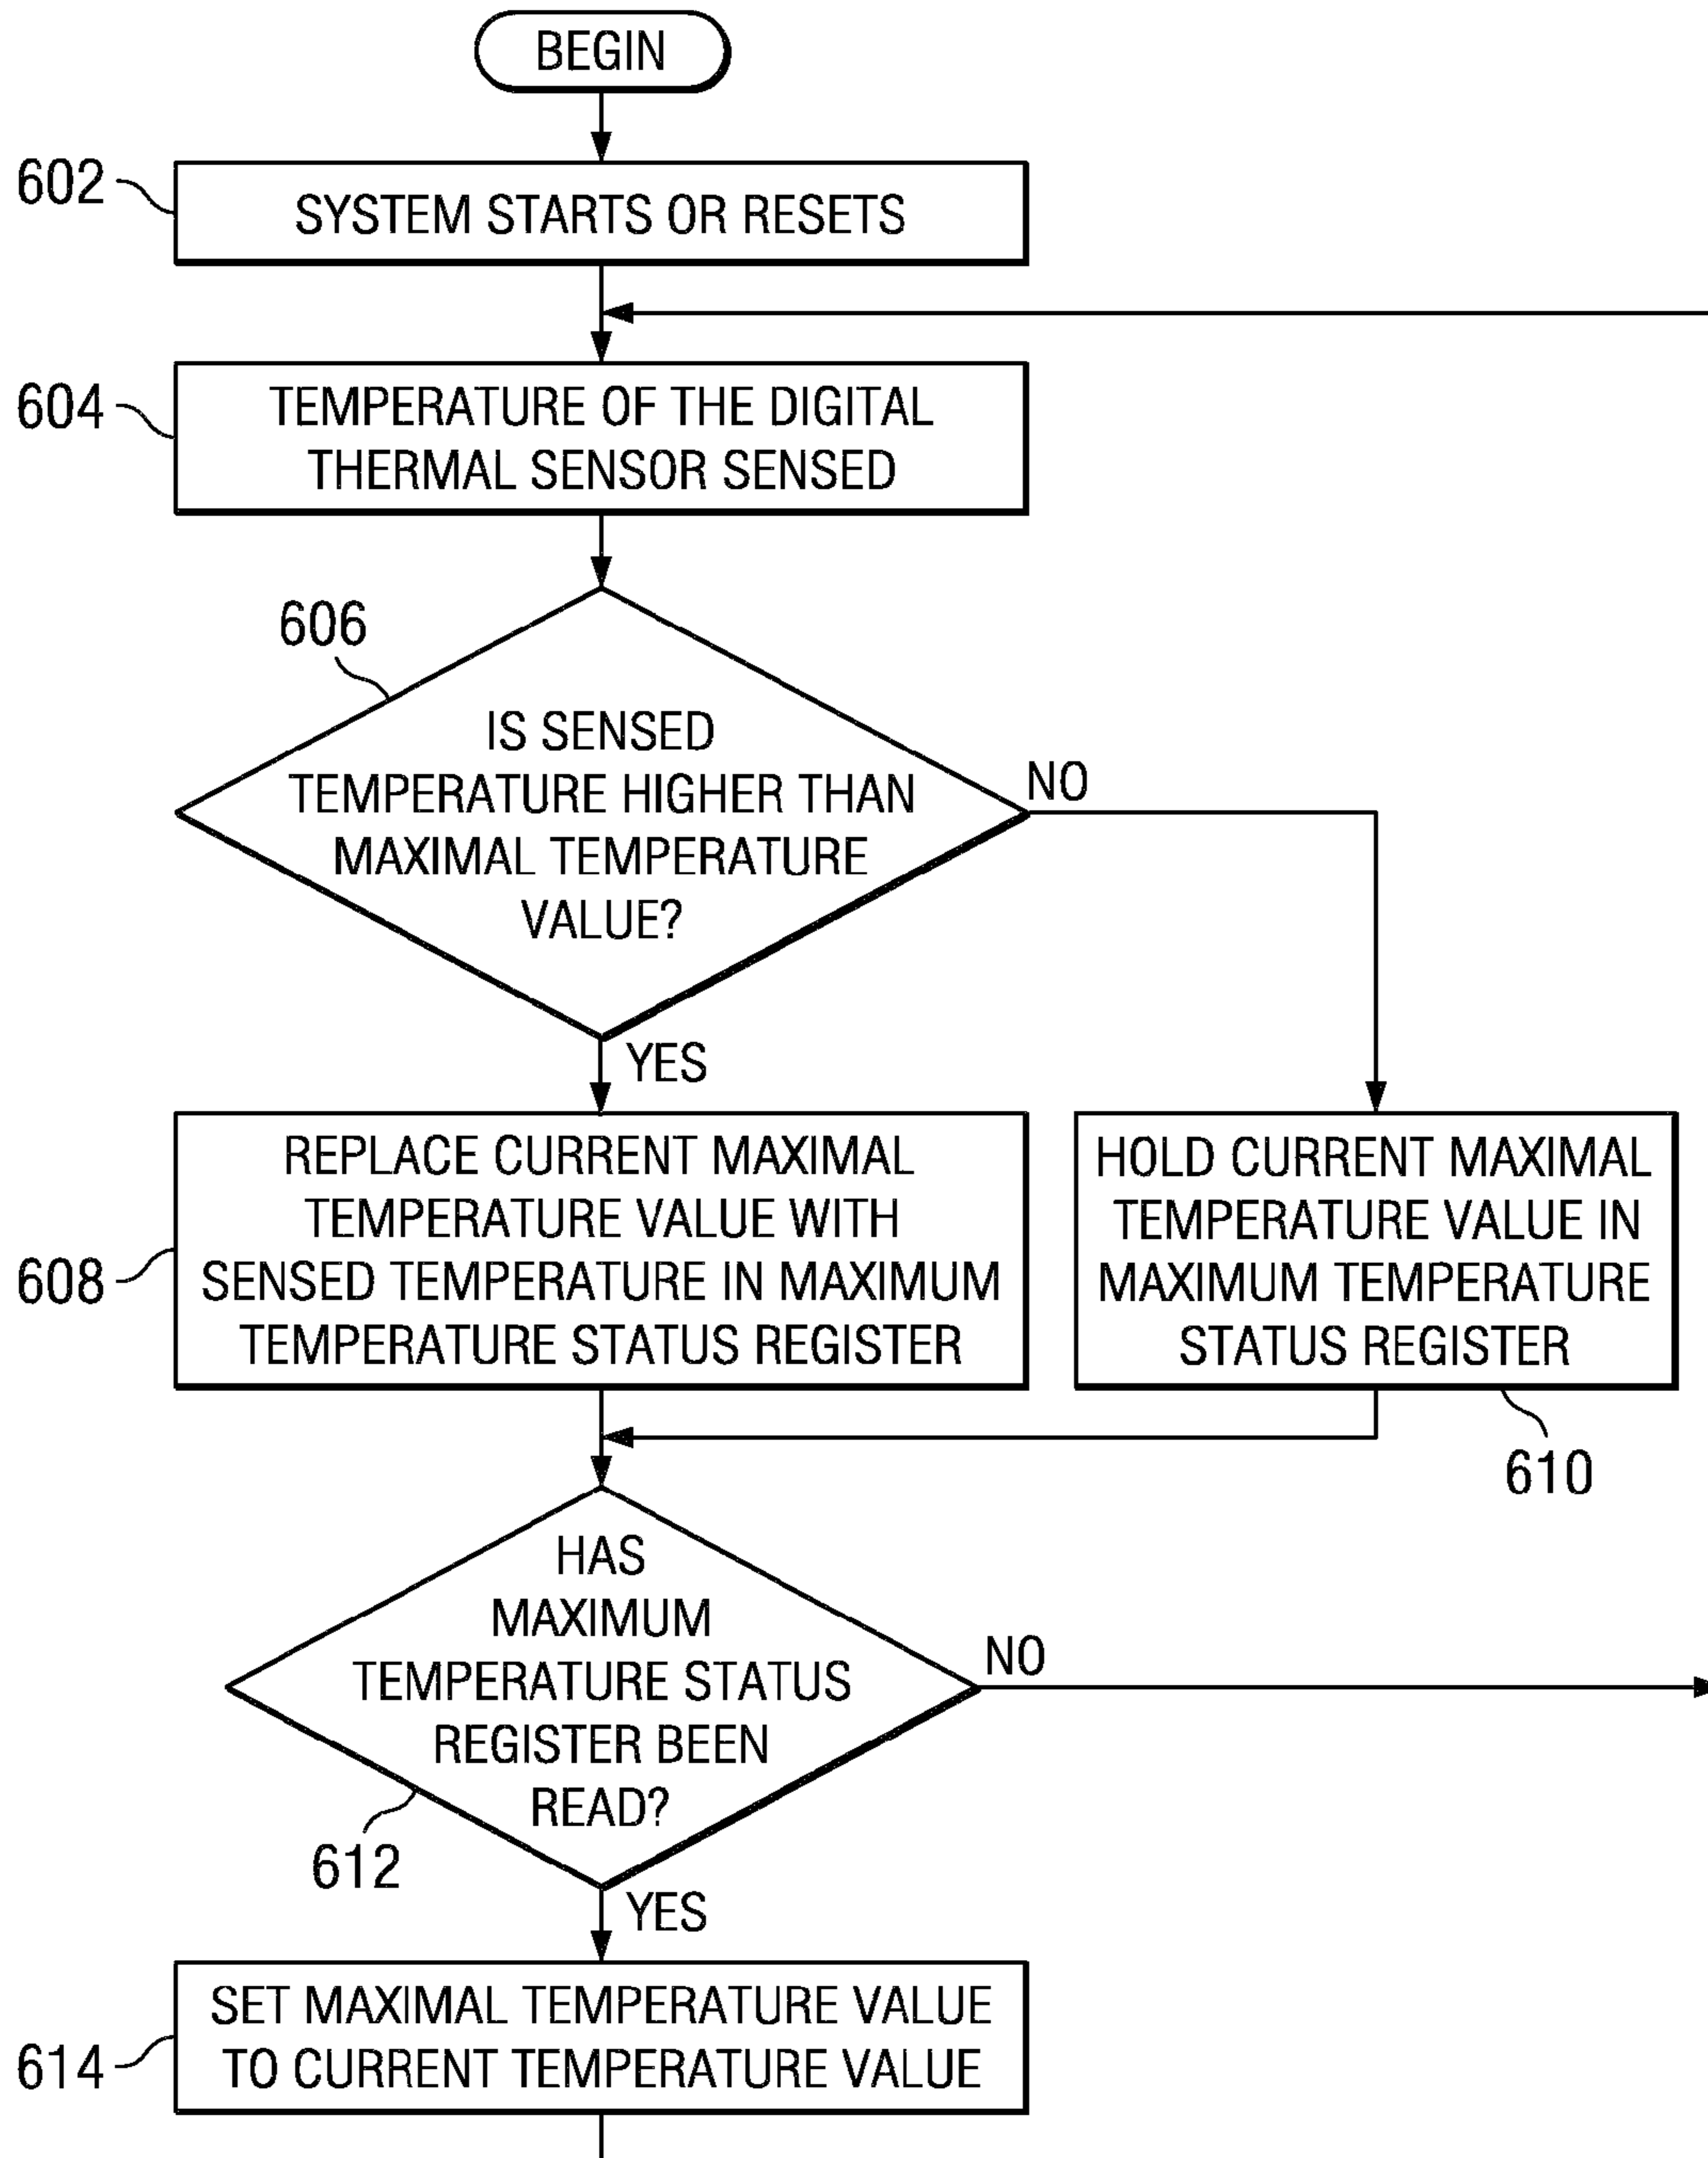 BEGIN
602
SYSTEM STARTS OR RESETS
604
TEMPERATURE OF THE DIGITAL
THERMAL SENSOR SENSED
606
IS SENSED
TEMPERATURE HIGHER THAN
MAXIMAL TEMPERATURE
VALUE?
NO
YES
608
REPLACE CURRENT MAXIMAL
TEMPERATURE VALUE WITH
SENSED TEMPERATURE IN MAXIMUM
TEMPERATURE STATUS REGISTER
HOLD CURRENT MAXIMAL
TEMPERATURE VALUE IN
MAXIMUM TEMPERATURE
STATUS REGISTER
610
HAS
MAXIMUM
TEMPERATURE STATUS
REGISTER BEEN
READ?
NO
612
YES
614
SET MAXIMAL TEMPERATURE VALUE
TO CURRENT TEMPERATURE VALUE